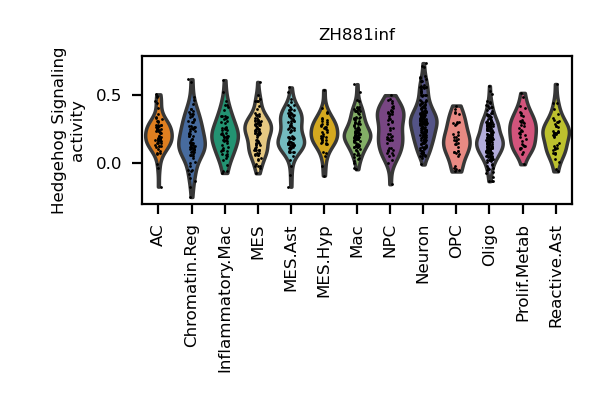 ZH881inf
Hedgehog Signaling
activity
0.5
0.0
AC
Chromatin.Reg
Inflammatory.Mac
MES
MES.Ast
MES.Hyp
Mac
NPC
Neuron
OPC
Oligo
Prolif.Metab
Reactive.Ast